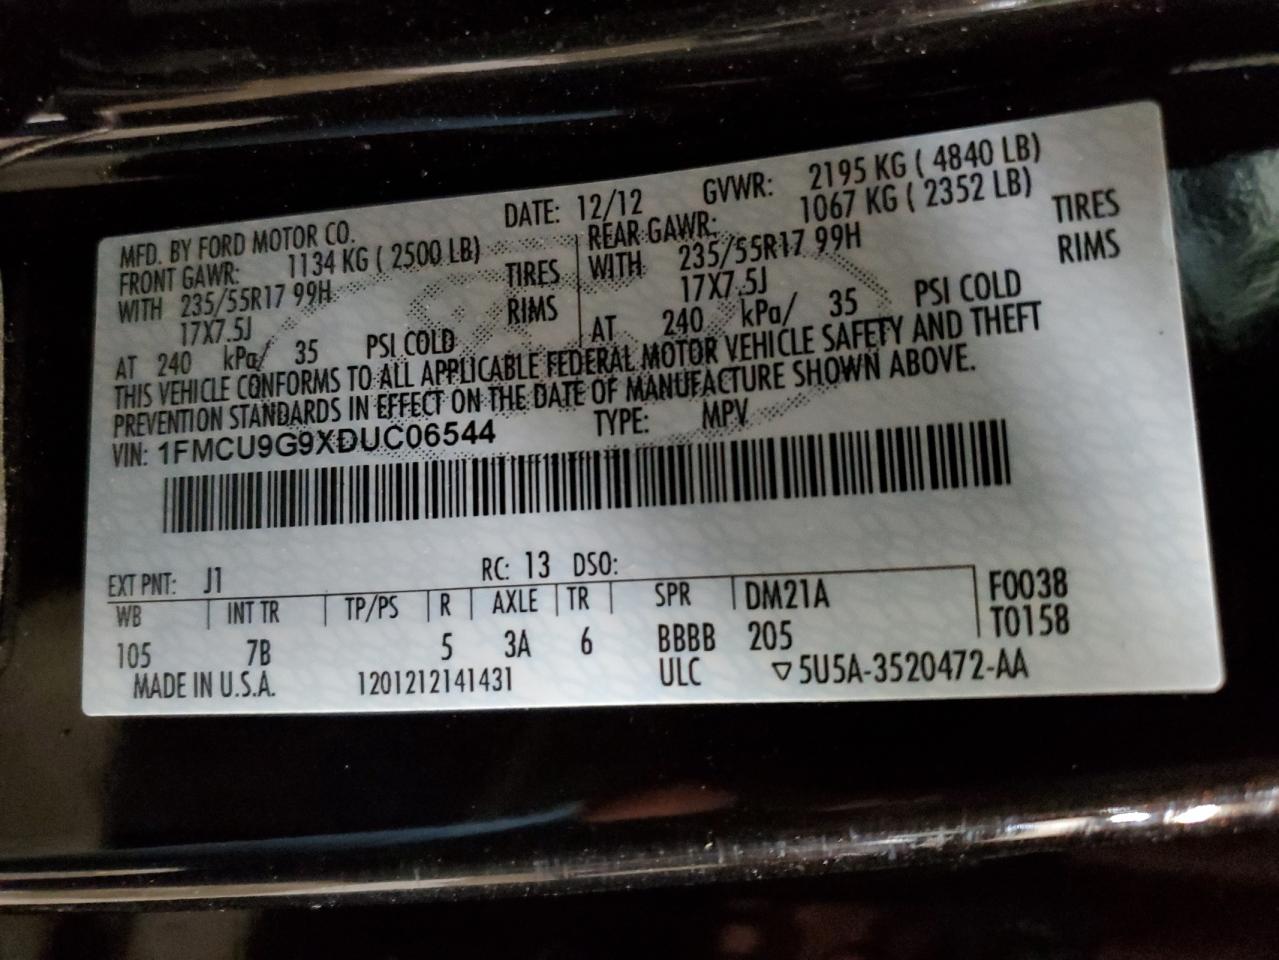 MFD. BY FORD MOTOR CO. DATE: 12/12 GVWR: 2195 KG ( 4840 LB)
FRONT GAWR: 1134 KG ( 2500 LB) REAR GAWR: 1067 KG ( 2352 LB)
WITH 235/55R17 99H TIRES WITH 235/55R17 99H TIRES
17X7.5J RIMS 17X7.5J RIMS
AT 240 kPa/ 35 PSI COLD AT 240 kPa/ 35 PSI COLD
THIS VEHICLE CONFORMS TO ALL APPLICABLE FEDERAL MOTOR VEHICLE SAFETY AND THEFT
PREVENTION STANDARDS IN EFFECT ON THE DATE OF MANUFACTURE SHOWN ABOVE.
VIN: 1FMCU9G9XDUC06544 TYPE: MPV
EXT PNT: J1 RC: 13 DSO:
WB INT TR TP/PS R AXLE TR SPR DM21A F0038
105 7B 5 3A 6 BBBB 205 T0158
MADE IN U.S.A. 1201212141431 ULC ▽5U5A-3520472-AA